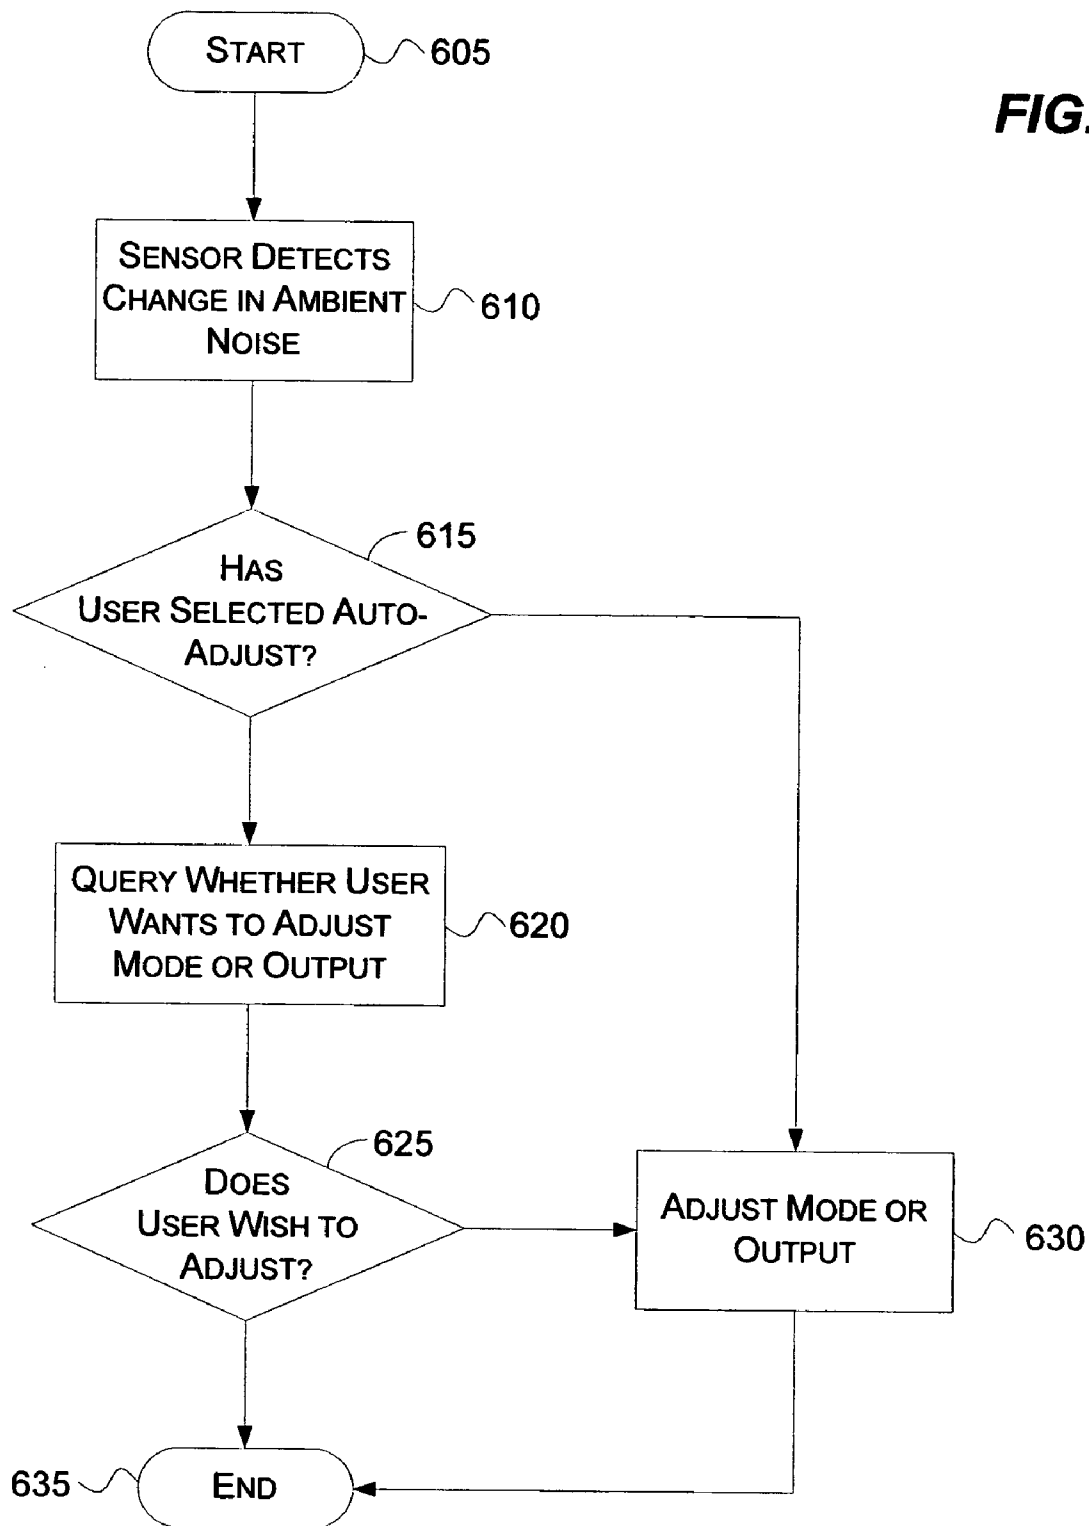 START
605
FIG.
SENSOR DETECTS
CHANGE IN AMBIENT
NOISE
610
615
HAS
USER SELECTED AUTO-
ADJUST?
QUERY WHETHER USER
WANTS TO ADJUST
MODE OR OUTPUT
620
625
DOES
USER WISH TO
ADJUST?
ADJUST MODE OR
OUTPUT
630
635
END